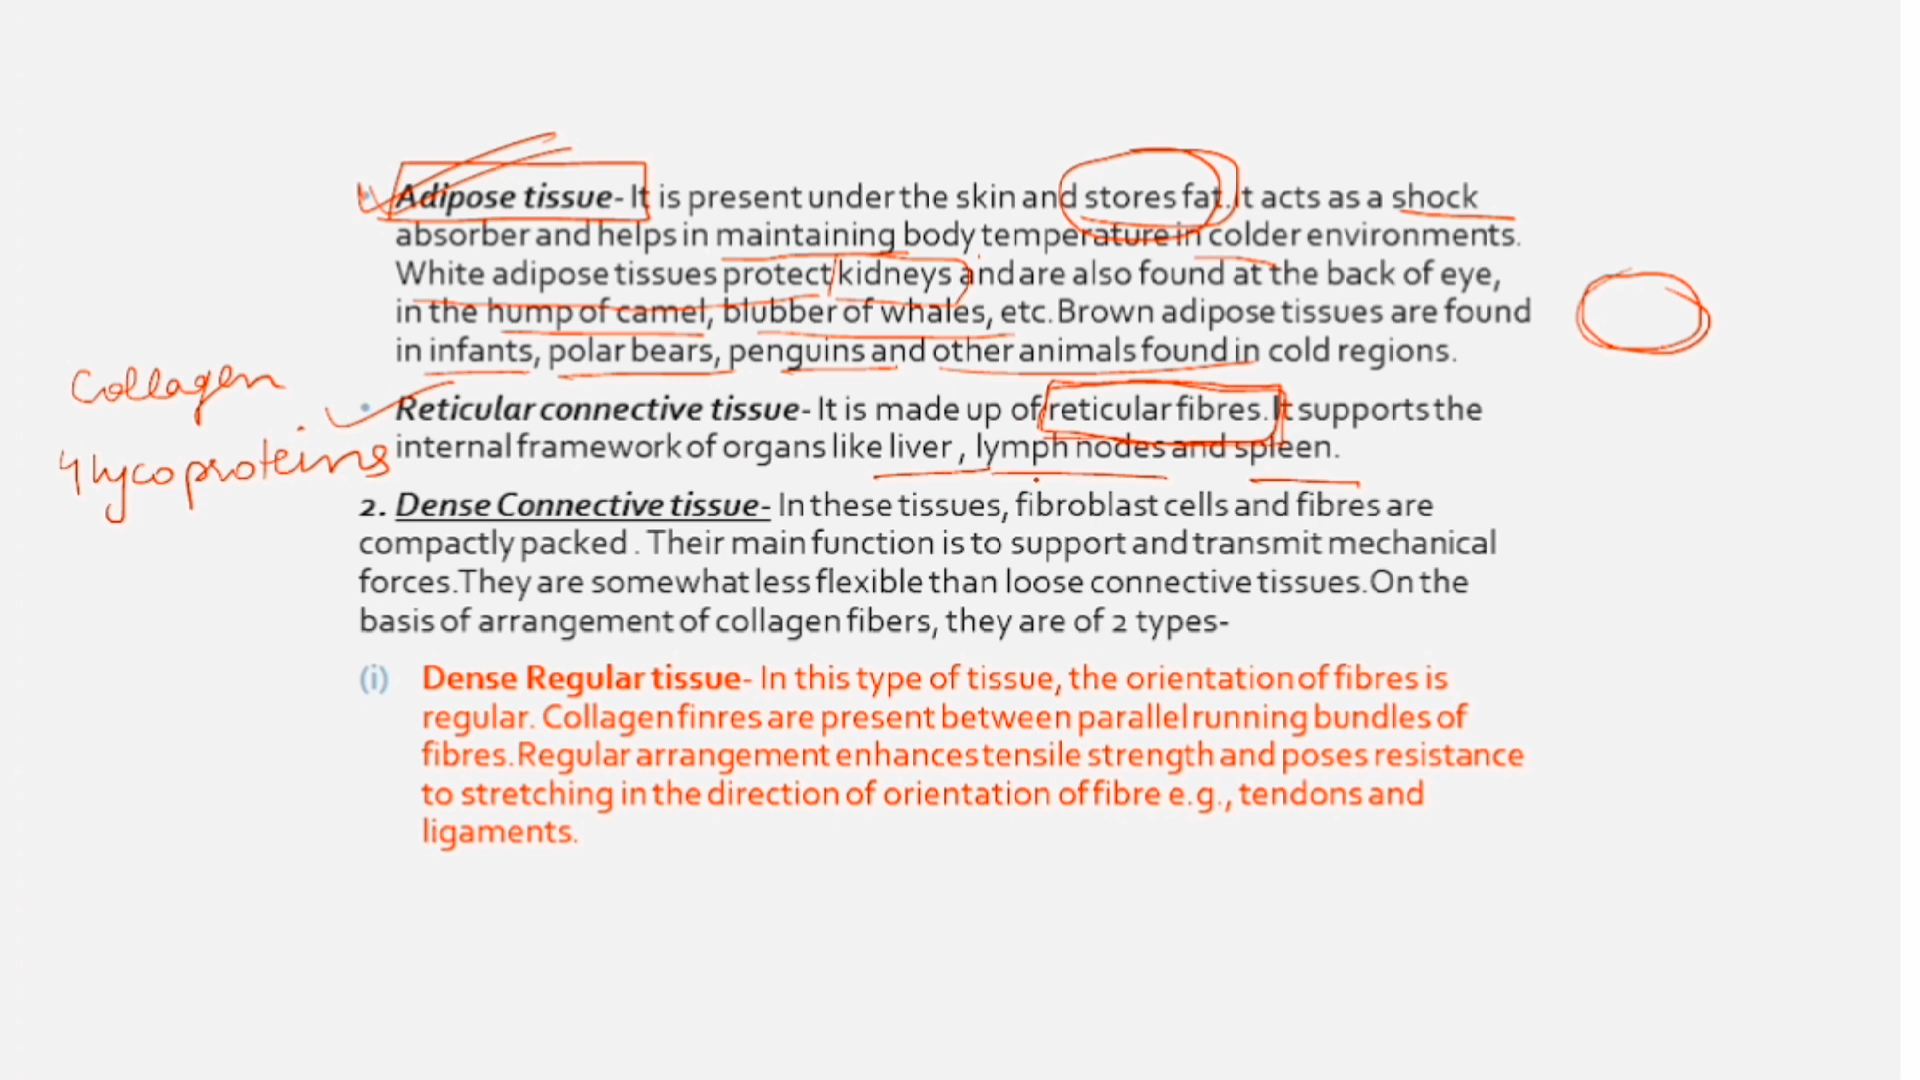 Adipose tissue- It is present under the skin and stores fat.It acts as a shock
absorber and helps in maintaining body temperature in colder environments.
White adipose tissues protect kidneys and are also found at the back of eye,
in the hump of camel, blubber of whales, etc. Brown adipose tissues are found
in infants, polar bears, penguins and other animals found in cold regions.
Collagen
Reticular connective tissue- It is made up of reticular fibres. It supports the
Glycoproteins
internal framework of organs like liver , lymph nodes and spleen.
2. Dense Connective tissue- In these tissues, fibroblast cells and fibres are
compactly packed . Their main function is to support and transmit mechanical
forces.They are somewhat less flexible than loose connective tissues.On the
basis of arrangement of collagen fibers, they are of 2 types-
(i) Dense Regular tissue- In this type of tissue, the orientation of fibres is
regular. Collagen finres are present between parallel running bundles of
fibres.Regular arrangement enhances tensile strength and poses resistance
to stretching in the direction of orientation of fibre e.g., tendons and
ligaments.